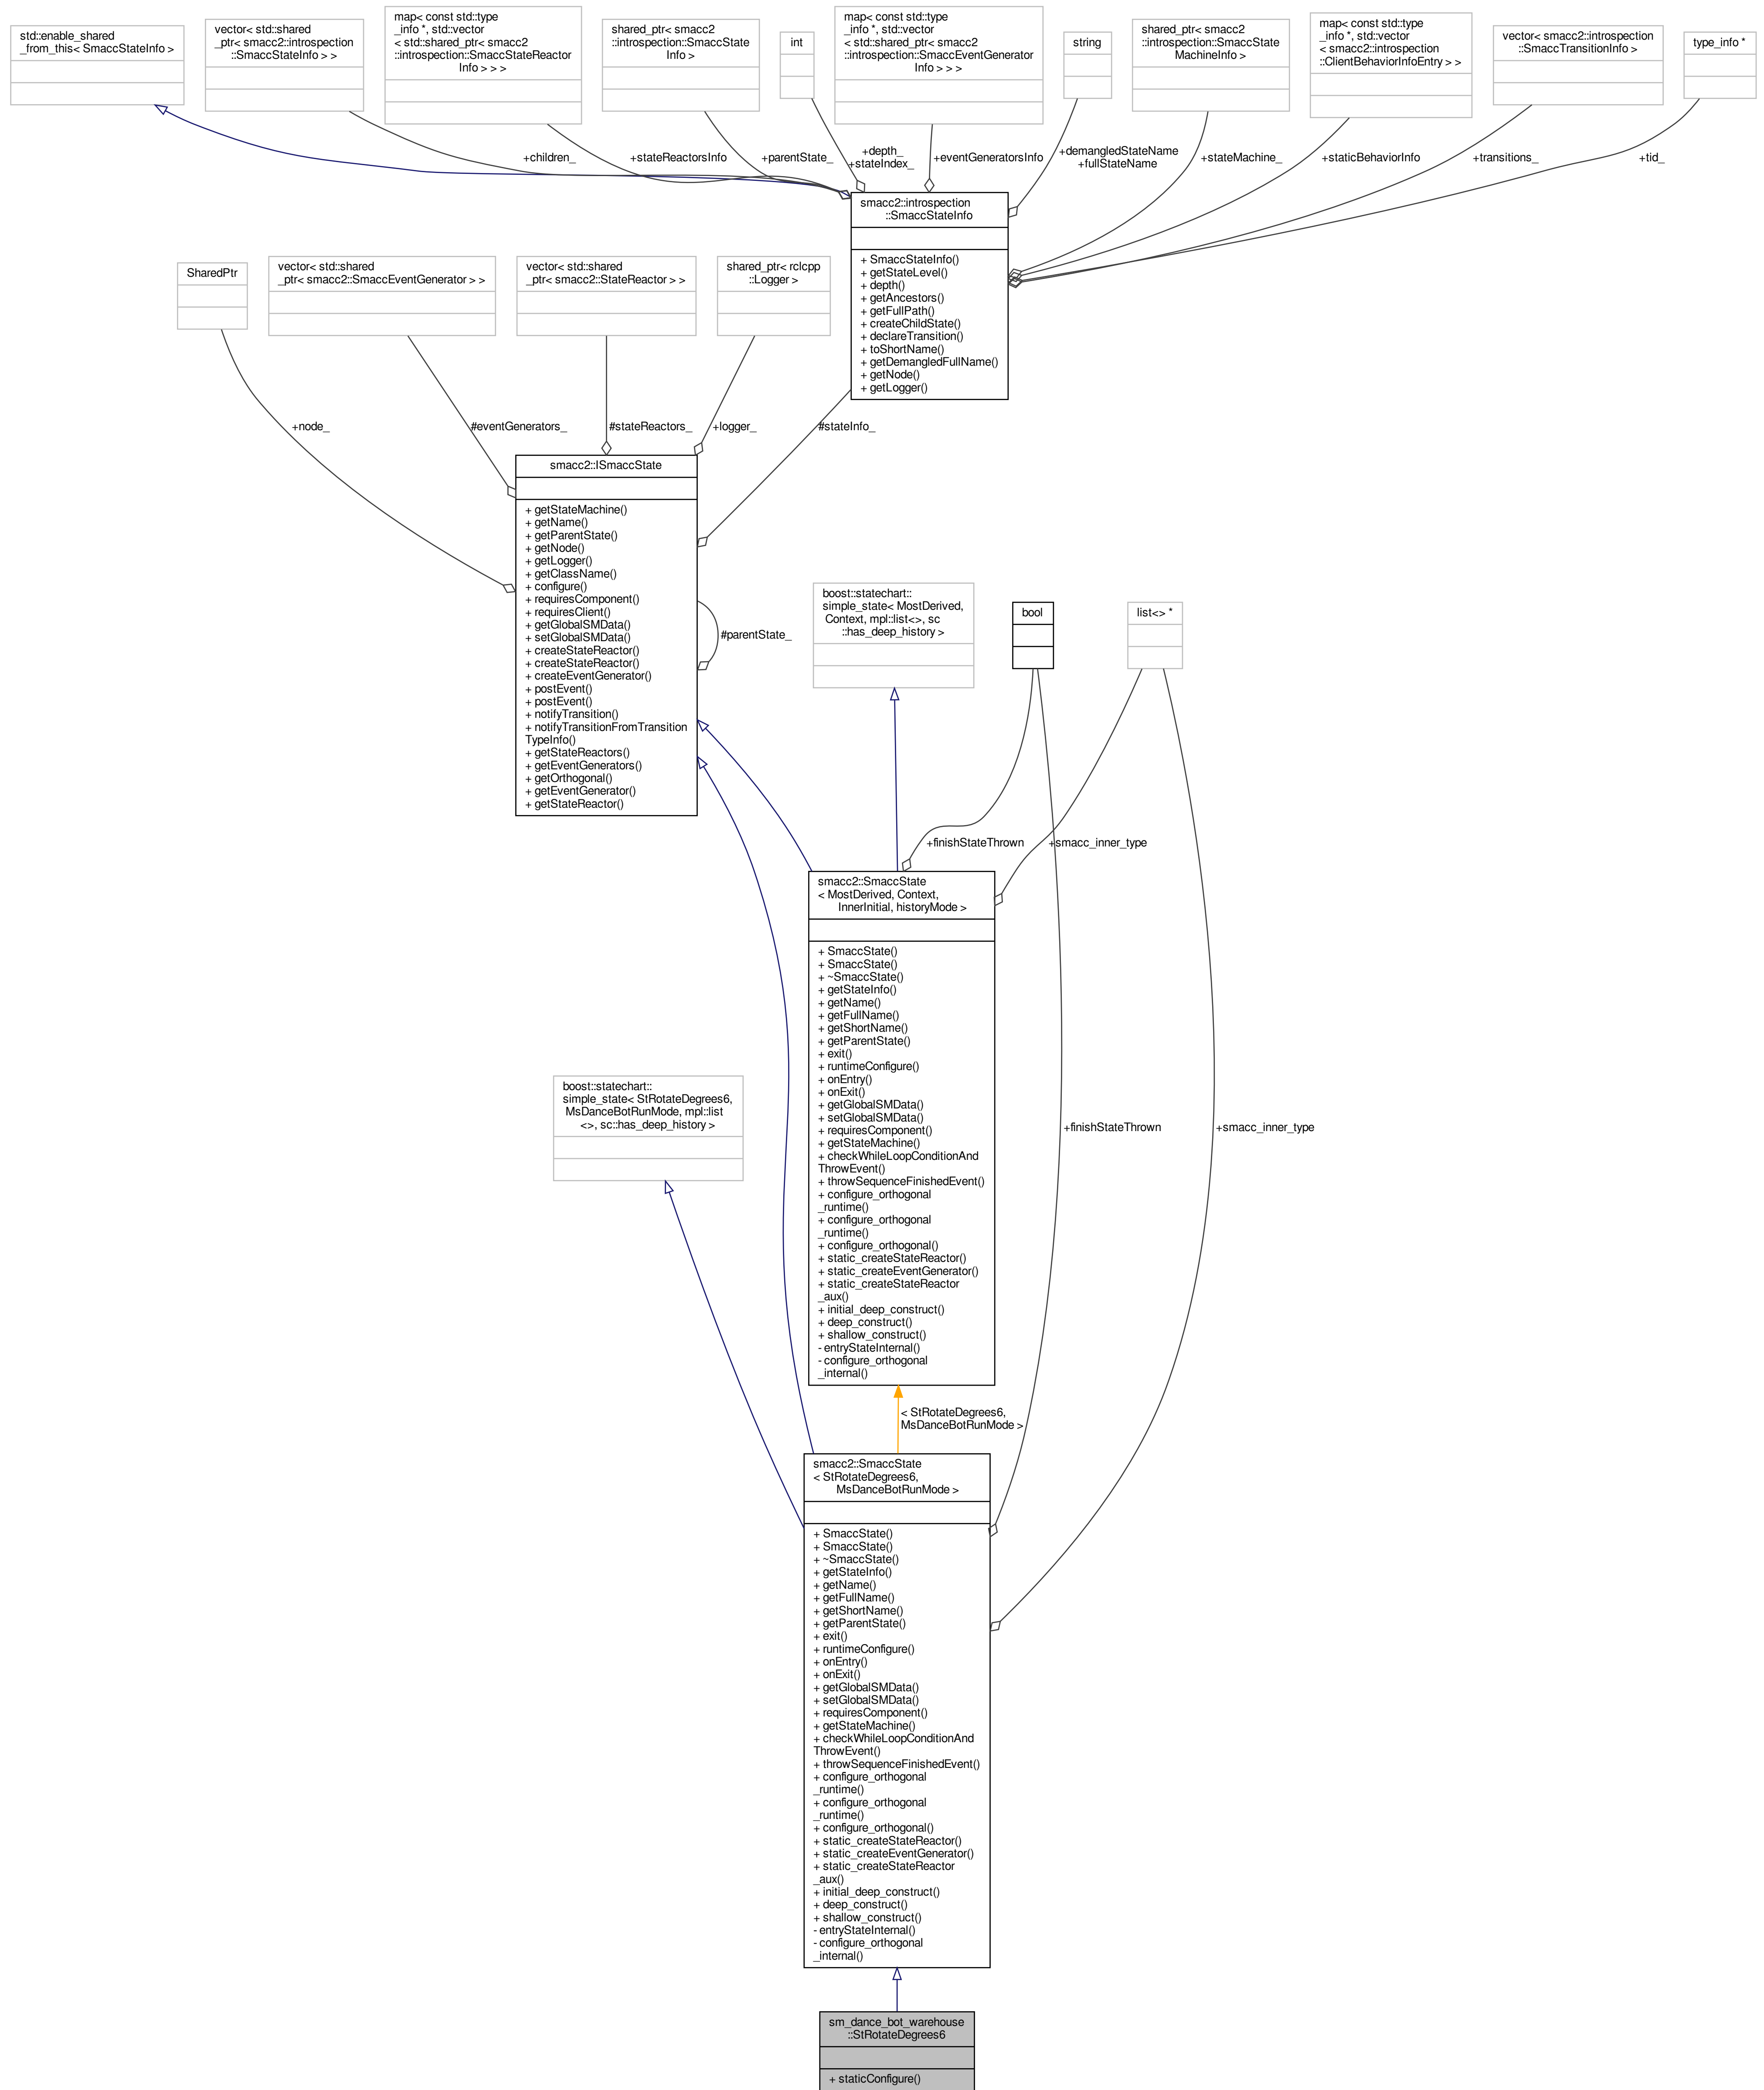 std::enable_shared
_from_this< SmaccStateInfo >
vector< std::shared
_ptr< smacc2::introspection
::SmaccStateInfo > >
map< const std::type
_info *, std::vector
< std::shared_ptr< smacc2
::introspection::SmaccStateReactor
Info > > >
shared_ptr< smacc2
::introspection::SmaccState
Info >
int
map< const std::type
_info *, std::vector
< std::shared_ptr< smacc2
::introspection::SmaccEventGenerator
Info > > >
string
shared_ptr< smacc2
::introspection::SmaccState
MachineInfo >
map< const std::type
_info *, std::vector
< smacc2::introspection
::ClientBehaviorInfoEntry > >
vector< smacc2::introspection
::SmaccTransitionInfo >
type_info *
+children_
+stateReactorsInfo
+parentState_
+depth_
+stateIndex_
+eventGeneratorsInfo
+demangledStateName
+fullStateName
+stateMachine_
+staticBehaviorInfo
+transitions_
+tid_
smacc2::introspection
::SmaccStateInfo
+ SmaccStateInfo()
+ getStateLevel()
+ depth()
+ getAncestors()
+ getFullPath()
+ createChildState()
+ declareTransition()
+ toShortName()
+ getDemangledFullName()
+ getNode()
+ getLogger()
SharedPtr
vector< std::shared
_ptr< smacc2::SmaccEventGenerator > >
vector< std::shared
_ptr< smacc2::StateReactor > >
shared_ptr< rclcpp
::Logger >
+node_
#eventGenerators_
#stateReactors_
+logger_
#stateInfo_
smacc2::ISmaccState
+ getStateMachine()
+ getName()
+ getParentState()
+ getNode()
+ getLogger()
+ getClassName()
+ configure()
+ requiresComponent()
+ requiresClient()
+ getGlobalSMData()
+ setGlobalSMData()
+ createStateReactor()
+ createStateReactor()
+ createEventGenerator()
+ postEvent()
+ postEvent()
+ notifyTransition()
+ notifyTransitionFromTransition
TypeInfo()
+ getStateReactors()
+ getEventGenerators()
+ getOrthogonal()
+ getEventGenerator()
+ getStateReactor()
#parentState_
boost::statechart::
simple_state< MostDerived,
Context, mpl::list<>, sc
::has_deep_history >
bool
list<> *
+finishStateThrown
+smacc_inner_type
smacc2::SmaccState
< MostDerived, Context,
InnerInitial, historyMode >
+ SmaccState()
+ SmaccState()
+ ~SmaccState()
+ getStateInfo()
+ getName()
+ getFullName()
+ getShortName()
+ getParentState()
+ exit()
+ runtimeConfigure()
+ onEntry()
+ onExit()
+ getGlobalSMData()
+ setGlobalSMData()
+ requiresComponent()
+ getStateMachine()
+ checkWhileLoopConditionAnd
ThrowEvent()
+ throwSequenceFinishedEvent()
+ configure_orthogonal
_runtime()
+ configure_orthogonal
_runtime()
+ configure_orthogonal()
+ static_createStateReactor()
+ static_createEventGenerator()
+ static_createStateReactor
_aux()
+ initial_deep_construct()
+ deep_construct()
+ shallow_construct()
- entryStateInternal()
- configure_orthogonal
_internal()
boost::statechart::
simple_state< StRotateDegrees6,
MsDanceBotRunMode, mpl::list
<>, sc::has_deep_history >
+finishStateThrown
+smacc_inner_type
< StRotateDegrees6,
MsDanceBotRunMode >
smacc2::SmaccState
< StRotateDegrees6,
MsDanceBotRunMode >
+ SmaccState()
+ SmaccState()
+ ~SmaccState()
+ getStateInfo()
+ getName()
+ getFullName()
+ getShortName()
+ getParentState()
+ exit()
+ runtimeConfigure()
+ onEntry()
+ onExit()
+ getGlobalSMData()
+ setGlobalSMData()
+ requiresComponent()
+ getStateMachine()
+ checkWhileLoopConditionAnd
ThrowEvent()
+ throwSequenceFinishedEvent()
+ configure_orthogonal
_runtime()
+ configure_orthogonal
_runtime()
+ configure_orthogonal()
+ static_createStateReactor()
+ static_createEventGenerator()
+ static_createStateReactor
_aux()
+ initial_deep_construct()
+ deep_construct()
+ shallow_construct()
- entryStateInternal()
- configure_orthogonal
_internal()
sm_dance_bot_warehouse
::StRotateDegrees6
+ staticConfigure()